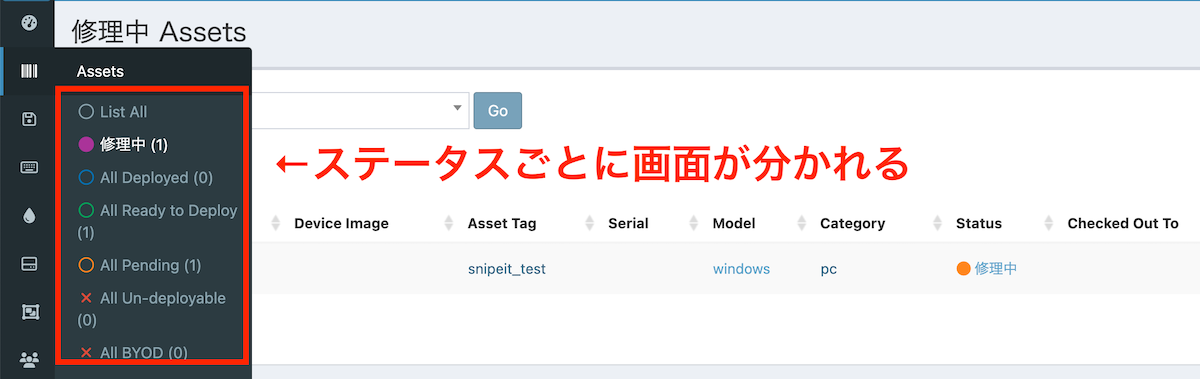 修理中 Assets
Assets
List All
修理中 (1)
All Deployed (0)
All Ready to Deploy
(1)
All Pending (1)
All Un-deployable
(0)
All BYOD (0)
Go
←ステータスごとに画面が分かれる
Device Image Asset Tag Serial Model Category Status Checked Out To
snipeit_test windows pc 修理中